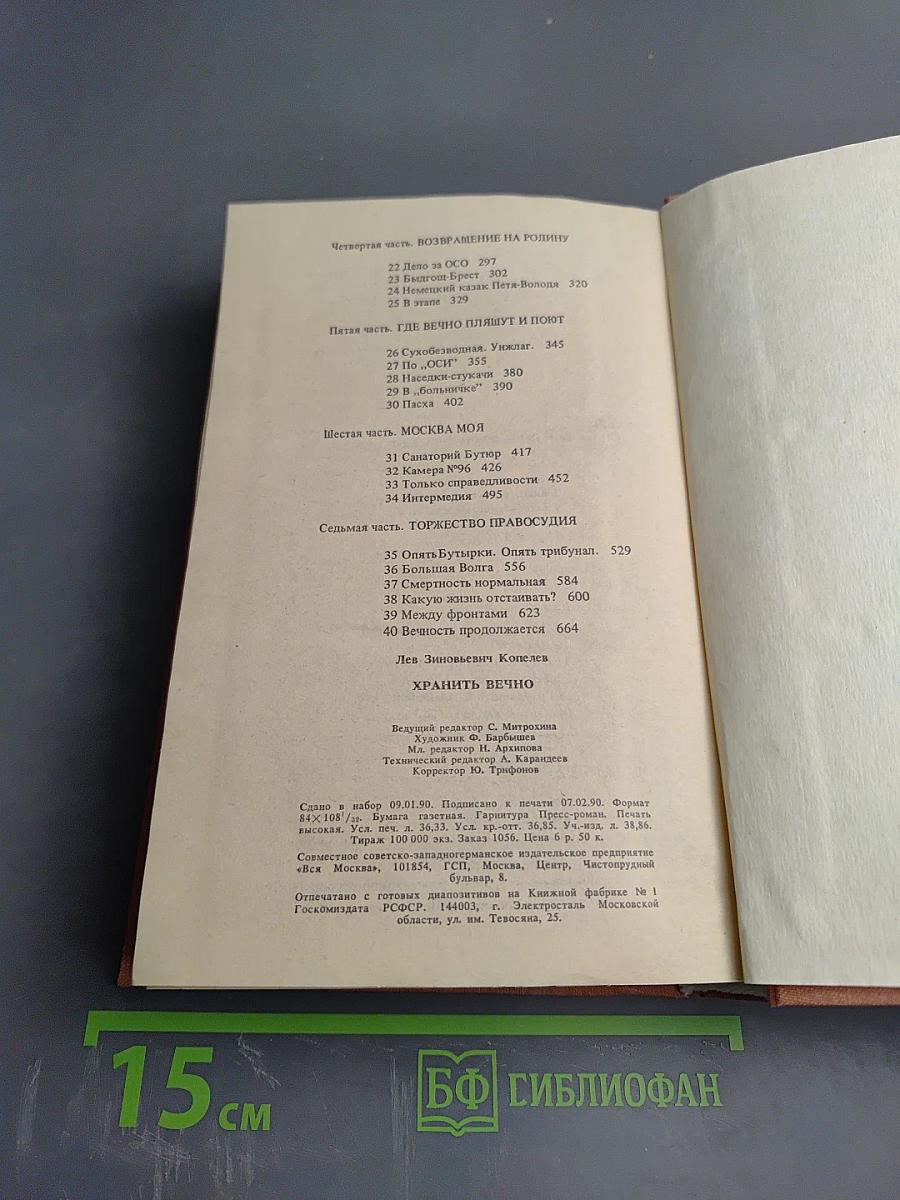 Четвертая часть. ВОЗВРАЩЕНИЕ НА РОДИНУ
22 Дело за ОСО 297
23 Быдгощ-Брест 302
24 Немецкий казак Петя-Володя 320
25 В этапе 329
Пятая часть. ГДЕ ВЕЧНО ПЛЯШУТ И ПОЮТ
26 Сухобезводная. Унжлаг. 345
27 По „ОСИ” 355
28 Наседки-стукачи 380
29 В „больничке” 390
30 Пасха 402
Шестая часть. МОСКВА МОЯ
31 Санаторий Бутюр 417
32 Камера №96 426
33 Только справедливости 452
34 Интермедия 495
Седьмая часть. ТОРЖЕСТВО ПРАВОСУДИЯ
35 Опять Бутырки. Опять трибунал. 529
36 Большая Волга 556
37 Смертность нормальная 584
38 Какую жизнь отстаивать? 600
39 Между фронтами 623
40 Вечность продолжается 664
Лев Зиновьевич Копелев
ХРАНИТЬ ВЕЧНО
Ведущий редактор С. Митрохина
Художник Ф. Барбышев
Мл. редактор Н. Архипова
Технический редактор А. Карандеев
Корректор Ю. Трифонов
Сдано в набор 09.01.90. Подписано к печати 07.02.90. Формат
84×108¹/₃₂. Бумага газетная. Гарнитура Пресс-роман. Печать
высокая. Усл. печ. л. 36,33. Усл. кр.-отт. 36,85. Уч.-изд. л. 38,86.
Тираж 100 000 экз. Заказ 1056. Цена 6 р. 50 к.
Совместное советско-западногерманское издательское предприятие
«Вся Москва», 101854, ГСП, Москва, Центр, Чистопрудный
бульвар, 8.
Отпечатано с готовых диапозитивов на Книжной фабрике № 1
Госкомиздата РСФСР. 144003, г. Электросталь Московской
области, ул. им. Тевосяна, 25.
15 см
БФ СИБЛИОФАН